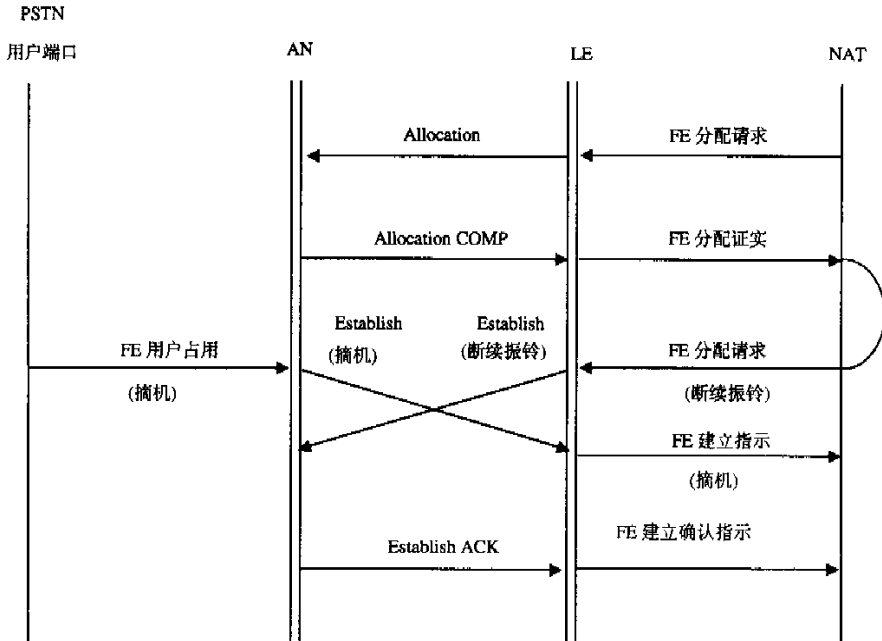 PSTN
用户端口
AN
LE
NAT
Allocation
FE 分配请求
Allocation COMP
FE 分配证实
Establish
(摘机)
Establish
(断续振铃)
FE 用户占用
(摘机)
FE 分配请求
(断续振铃)
FE 建立指示
(摘机)
Establish ACK
FE 建立确认指示